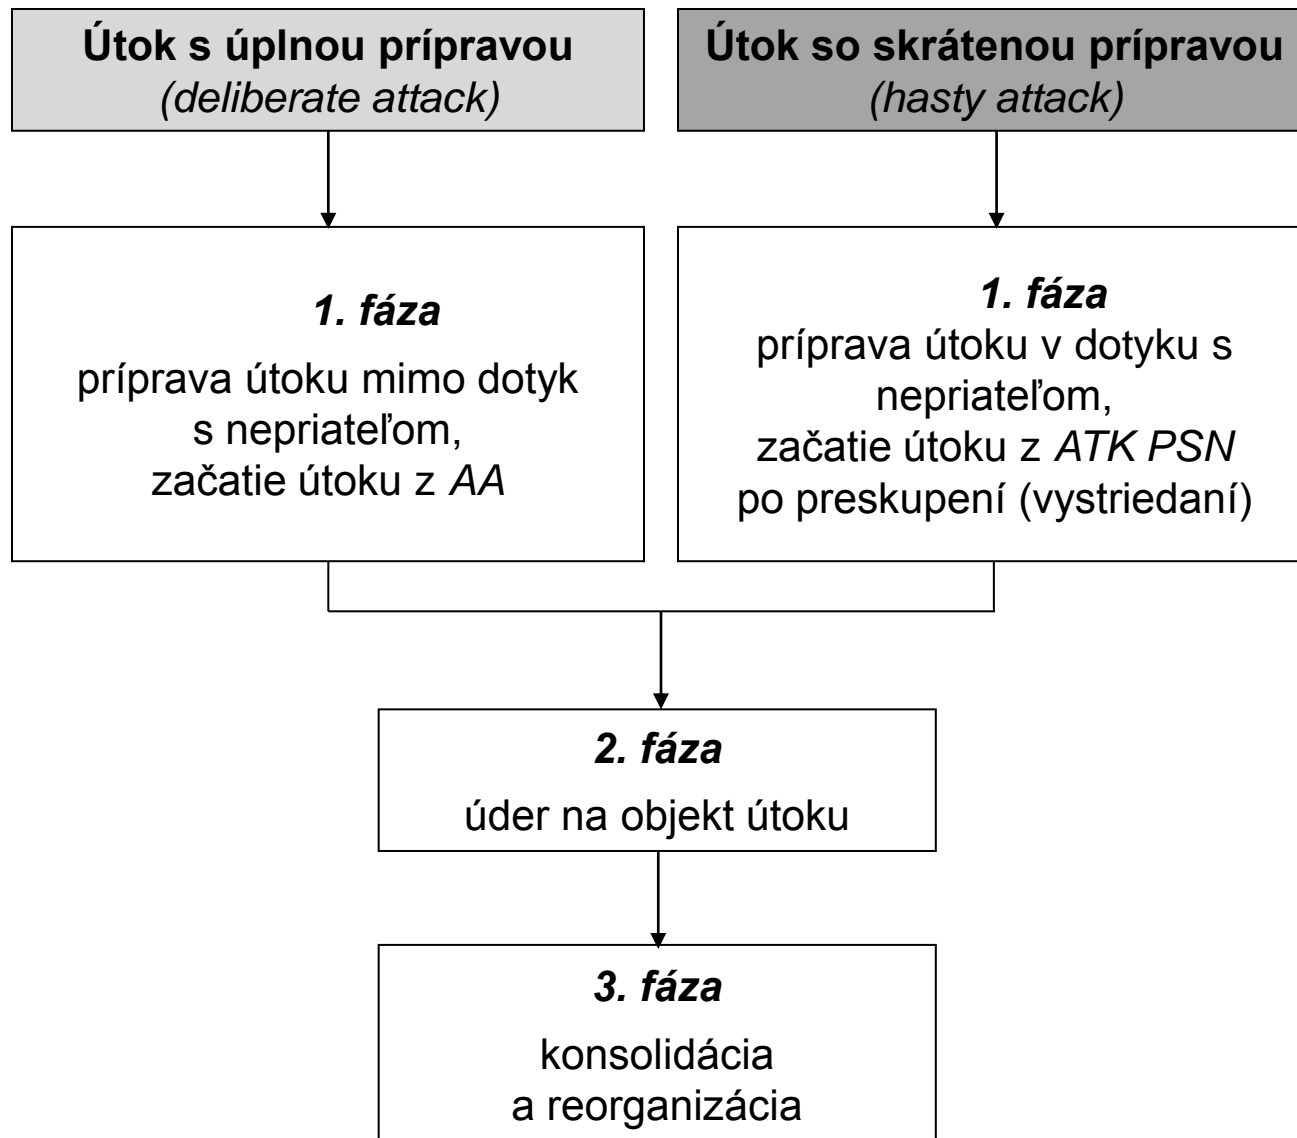 Útok s úplnou prípravou
(deliberate attack)
Útok so skrátenou prípravou
(hasty attack)
1. fáza
príprava útoku mimo dotyk
s nepriateľom,
začatie útoku z AA
1. fáza
príprava útoku v dotyku s
nepriateľom,
začatie útoku z ATK PSN
po preskupení (vystriedaní)
2. fáza
úder na objekt útoku
3. fáza
konsolidácia
a reorganizácia